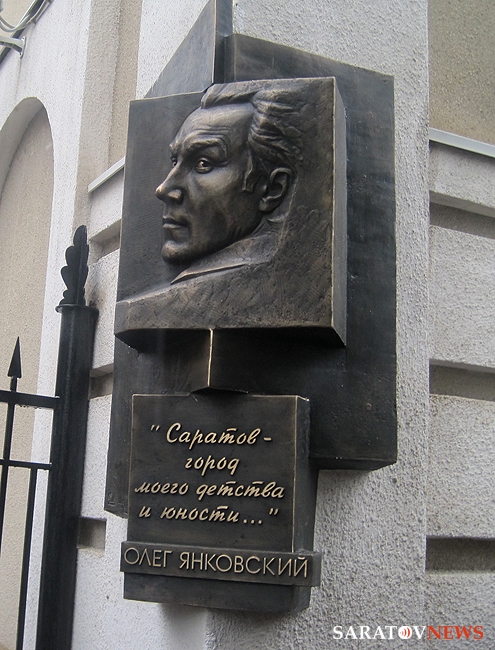 "Саратов -
город
моего детства
и юности..."
ОЛЕГ ЯНКОВСКИЙ
SARATOVNEWS